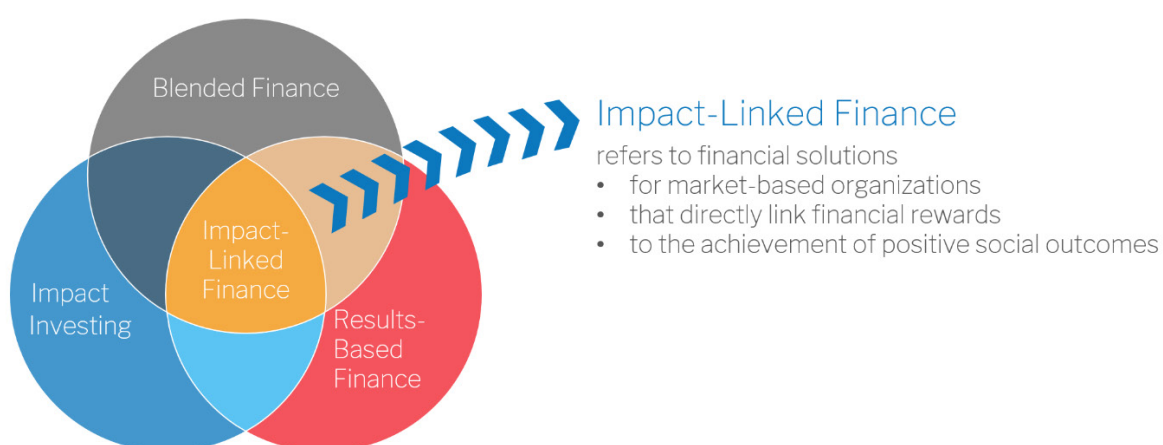 Blended Finance
Impact-Linked Finance
refers to financial solutions
• for market-based organizations
• that directly link financial rewards
• to the achievement of positive social outcomes
Impact-
Linked
Finance
Impact
Investing
Results-
Based
Finance